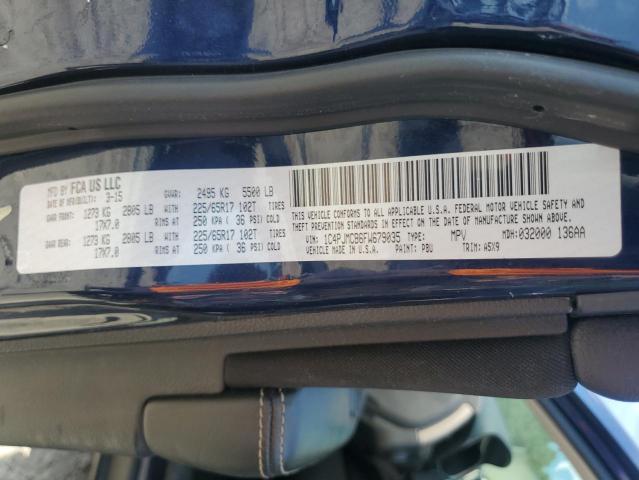 MFD BY FCA US LLC
DATE OF MFR(BUILT): 3-15
GVWR: 2495 KG 5500 LB
GAWR FRONT: 1273 KG 2805 LB WITH 225/65R17 102T TIRES
17X7.0 RIMS AT 250 KPA ( 36 PSI) COLD
GAWR REAR: 1273 KG 2805 LB WITH 225/65R17 102T TIRES
17X7.0 RIMS AT 250 KPA ( 36 PSI) COLD
THIS VEHICLE CONFORMS TO ALL APPLICABLE U.S.A. FEDERAL MOTOR VEHICLE SAFETY AND
THEFT PREVENTION STANDARDS IN EFFECT ON THE DATE OF MANUFACTURE SHOWN ABOVE.
VIN: 1C4PJMCB6FW679035 TYPE: MPV MDH: 032000 136AA
VEHICLE MADE IN U.S.A. PAINT: PBU TRIM: A5X9